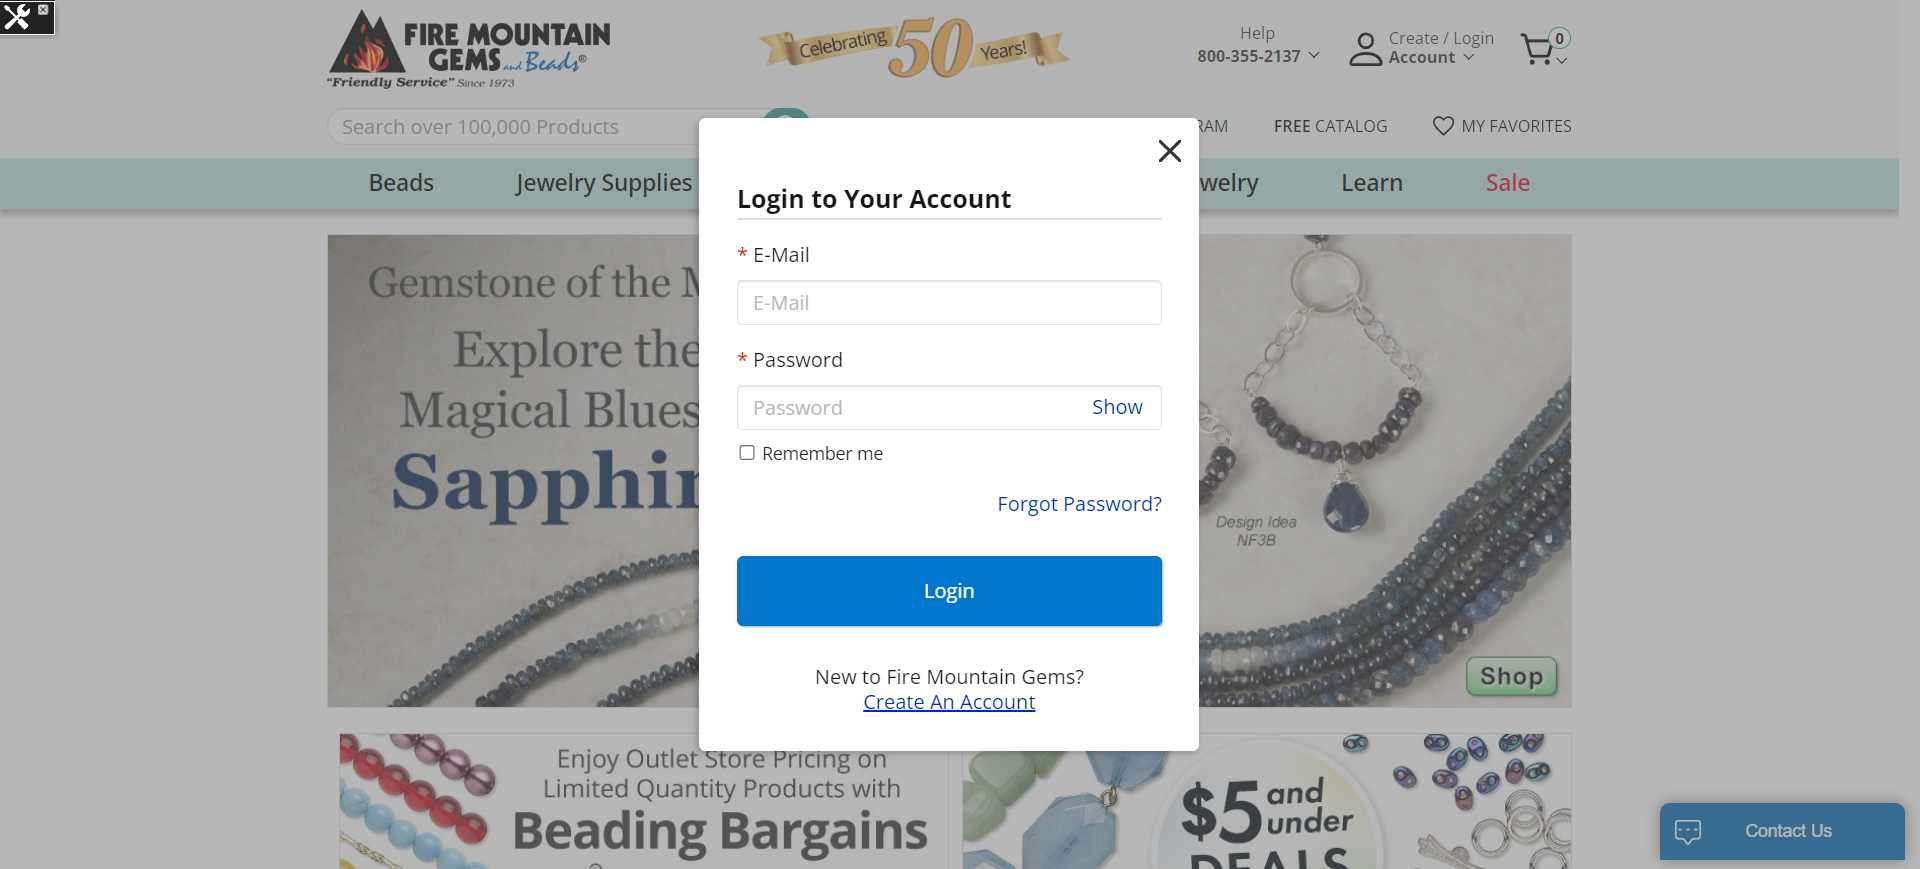 FIRE MOUNTAIN
GEMS and Beads®
"Friendly Service" Since 1973
Celebrating 50 Years!
Help
800-355-2137
Create / Login
Account
0
Search over 100,000 Products
RAM
FREE CATALOG
MY FAVORITES
Beads
Jewelry Supplies
welry
Learn
Sale
Login to Your Account
* E-Mail
E-Mail
* Password
Password
Show
Remember me
Forgot Password?
Login
New to Fire Mountain Gems?
Create An Account
Gemstone of the M
Explore the
Magical Blues
Sapphir
Design Idea
NF3B
Shop
Enjoy Outlet Store Pricing on
Limited Quantity Products with
Beading Bargains
$5 and
under
DEALS
Contact Us